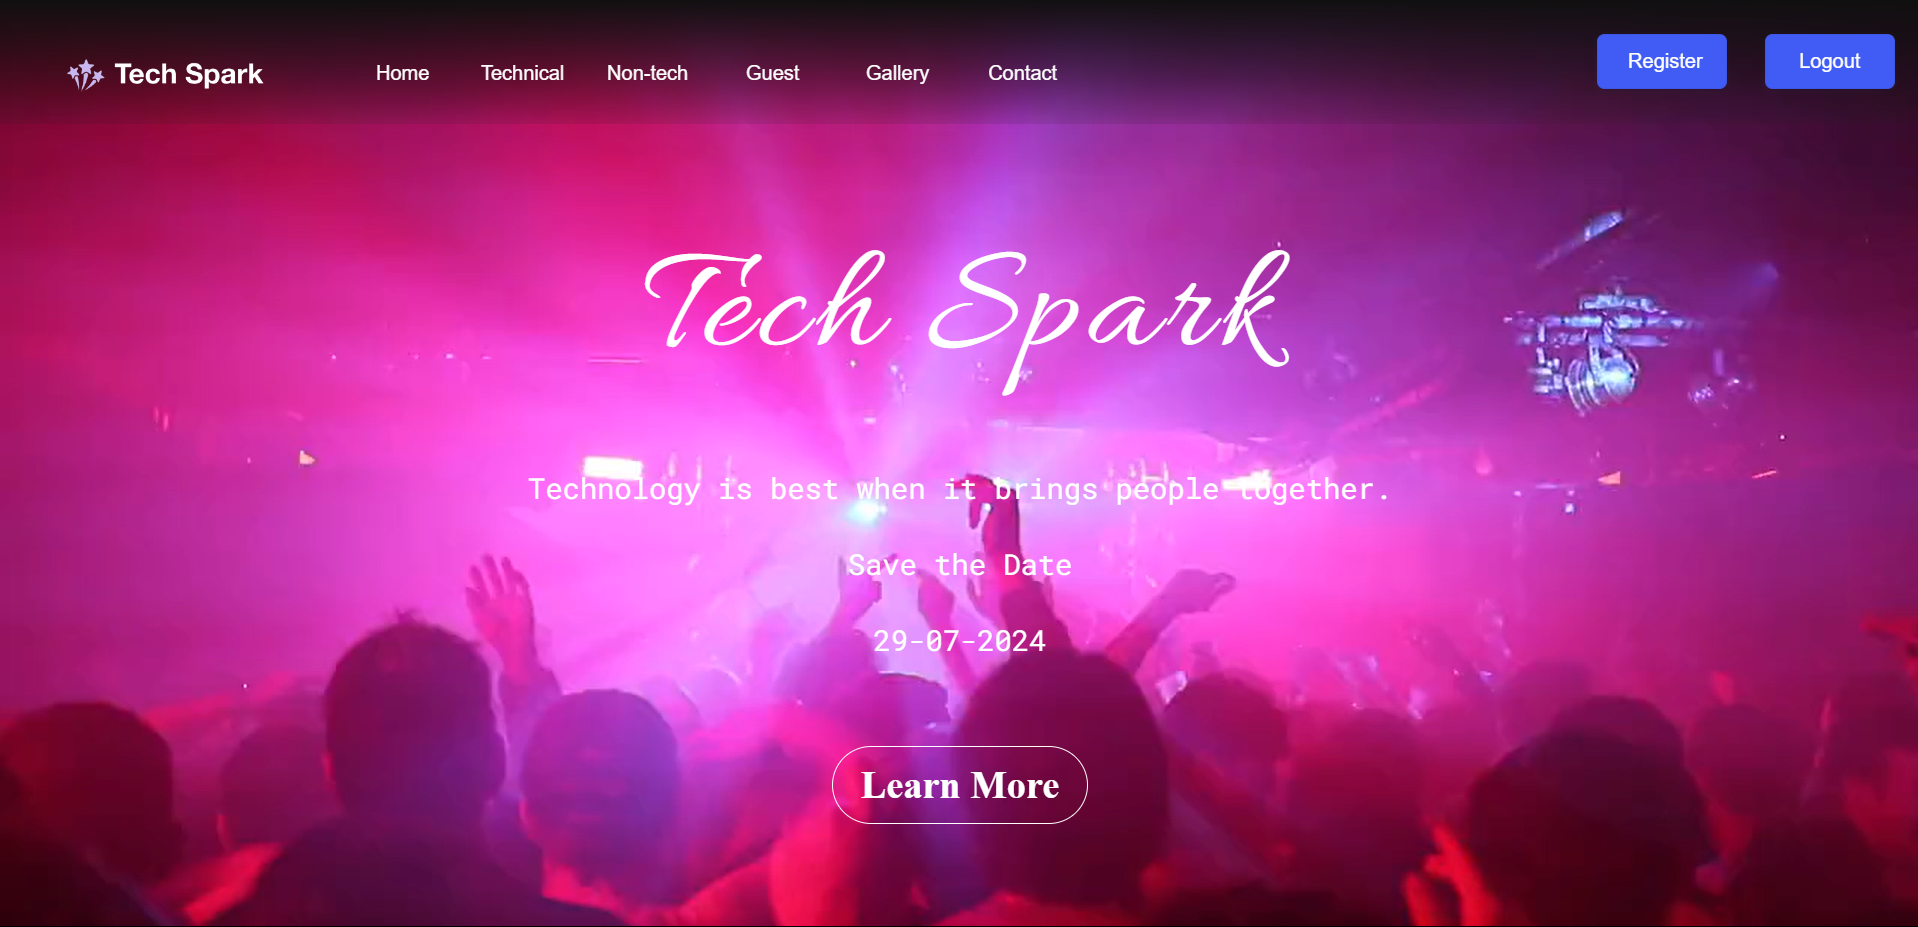 Tech Spark
Home Technical Non-tech Guest Gallery Contact
Register Logout
Tech Spark
Technology is best when it brings people together.
Save the Date
29-07-2024
Learn More